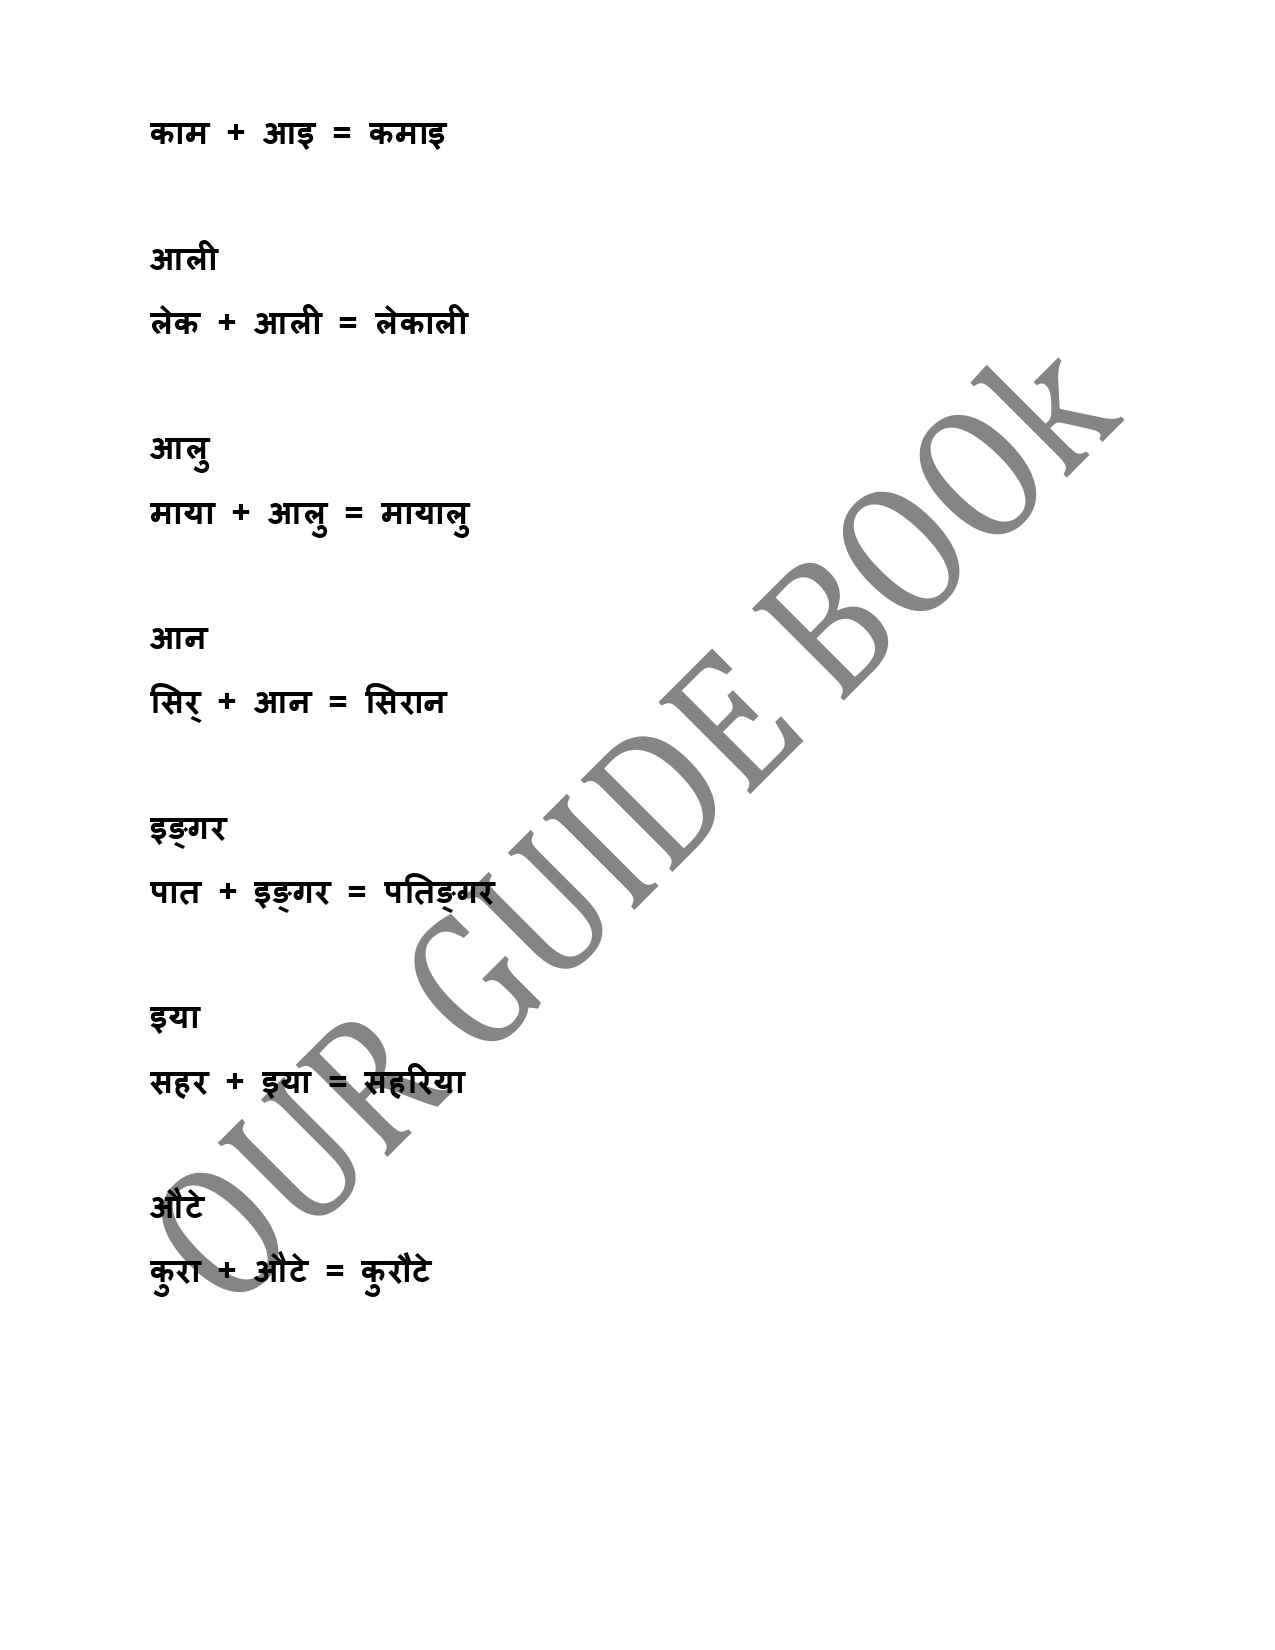 काम + आइ = कमाइ
आली
लेक + आली = लेकाली
आलु
माया + आलु = मायालु
आन
सिर् + आन = सिरान
इङ्गर
पात + इङ्गर = पतिङ्गर
इया
सहर + इया = सहरिया
औटे
कुरा + औटे = कुरौटे
OUR GUIDE BOOk